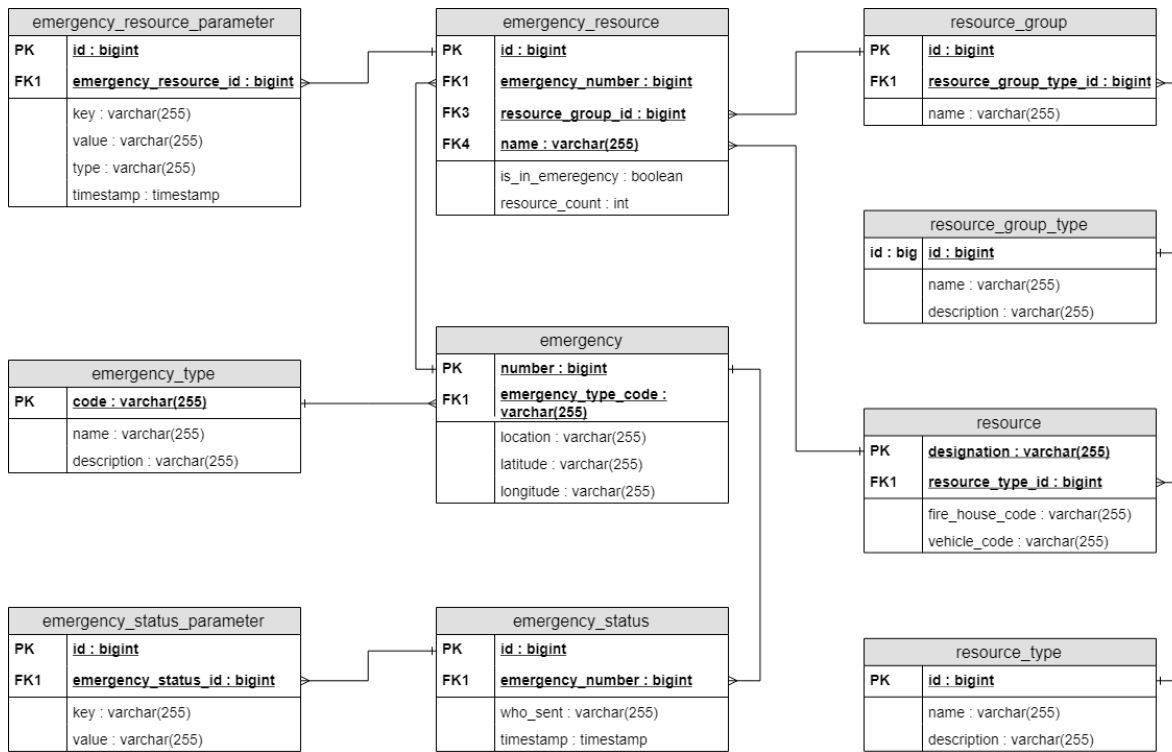 emergency_resource_parameter
PK id : bigint
FK1 emergency_resource_id : bigint
key : varchar(255)
value : varchar(255)
type : varchar(255)
timestamp : timestamp
emergency_resource
PK id : bigint
FK1 emergency_number : bigint
FK3 resource_group_id : bigint
FK4 name : varchar(255)
is_in_emeregency : boolean
resource_count : int
resource_group
PK id : bigint
FK1 resource_group_type_id : bigint
name : varchar(255)
resource_group_type
id : big id : bigint
name : varchar(255)
description : varchar(255)
emergency_type
PK code : varchar(255)
name : varchar(255)
description : varchar(255)
emergency
PK number : bigint
FK1 emergency_type_code :
varchar(255)
location : varchar(255)
latitude : varchar(255)
longitude : varchar(255)
resource
PK designation : varchar(255)
FK1 resource_type_id : bigint
fire_house_code : varchar(255)
vehicle_code : varchar(255)
emergency_status_parameter
PK id : bigint
FK1 emergency_status_id : bigint
key : varchar(255)
value : varchar(255)
emergency_status
PK id : bigint
FK1 emergency_number : bigint
who_sent : varchar(255)
timestamp : timestamp
resource_type
PK id : bigint
name : varchar(255)
description : varchar(255)